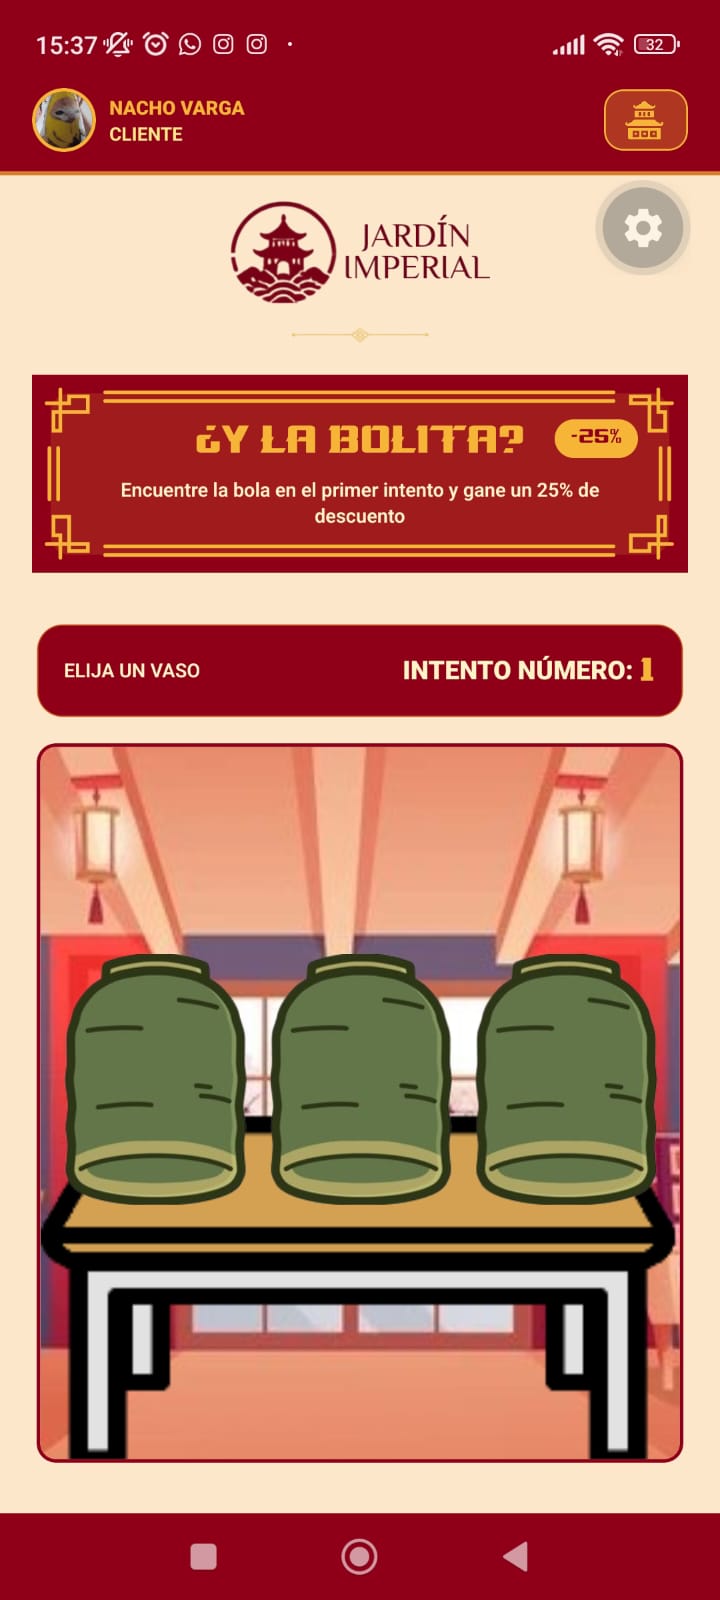 15:37
32
NACHO VARGA
CLIENTE
JARDÍN
IMPERIAL
¿Y LA BOLITA?
-25%
Encuentre la bola en el primer intento y gane un 25% de
descuento
ELIJA UN VASO
INTENTO NÚMERO: 1